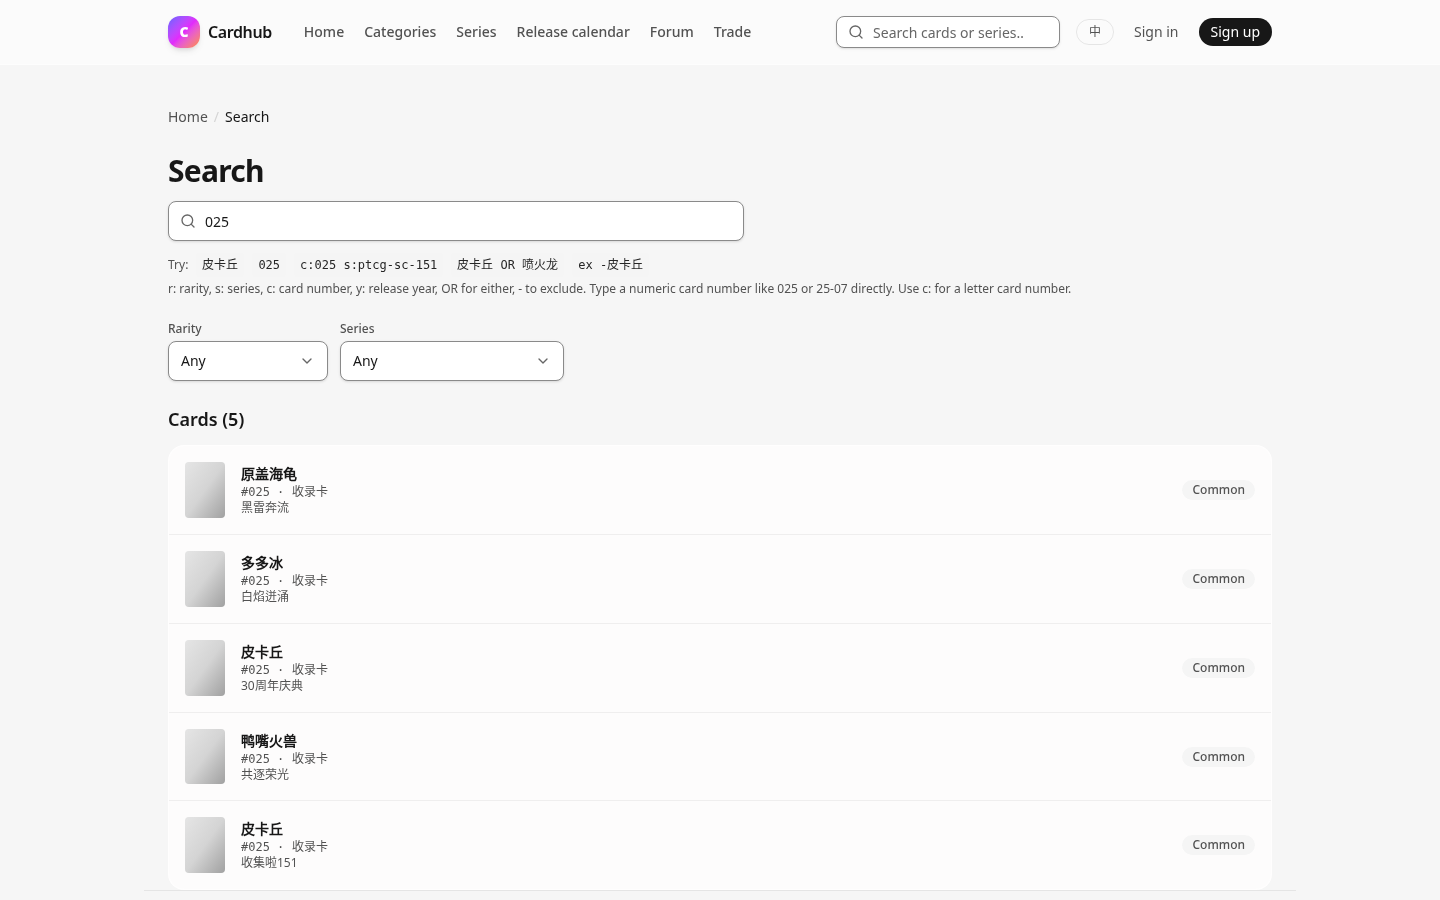 C Cardhub Home Categories Series Release calendar Forum Trade Search cards or series.. 中 Sign in Sign up
Home / Search
Search
025
Try: 皮卡丘 025 c:025 s:ptcg-sc-151 皮卡丘 OR 喷火龙 ex -皮卡丘
r: rarity, s: series, c: card number, y: release year, OR for either, - to exclude. Type a numeric card number like 025 or 25-07 directly. Use c: for a letter card number.
Rarity Series
Any Any
Cards (5)
原盖海龟
#025 · 收录卡
黑雷奔流
Common
多多冰
#025 · 收录卡
白焰迸涌
Common
皮卡丘
#025 · 收录卡
30周年庆典
Common
鸭嘴火兽
#025 · 收录卡
共逐荣光
Common
皮卡丘
#025 · 收录卡
收集啦151
Common